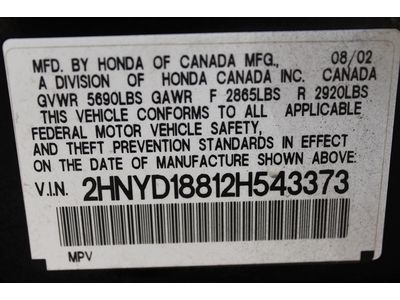 MFD. BY HONDA OF CANADA MFG., 08/02
A DIVISION OF HONDA CANADA INC. CANADA
GVWR 5690LBS GAWR F 2865LBS R 2920LBS
THIS VEHICLE CONFORMS TO ALL APPLICABLE
FEDERAL MOTOR VEHICLE SAFETY,
AND THEFT PREVENTION STANDARDS IN EFFECT
ON THE DATE OF MANUFACTURE SHOWN ABOVE:
V.I.N. 2HNYD18812H543373
MPV